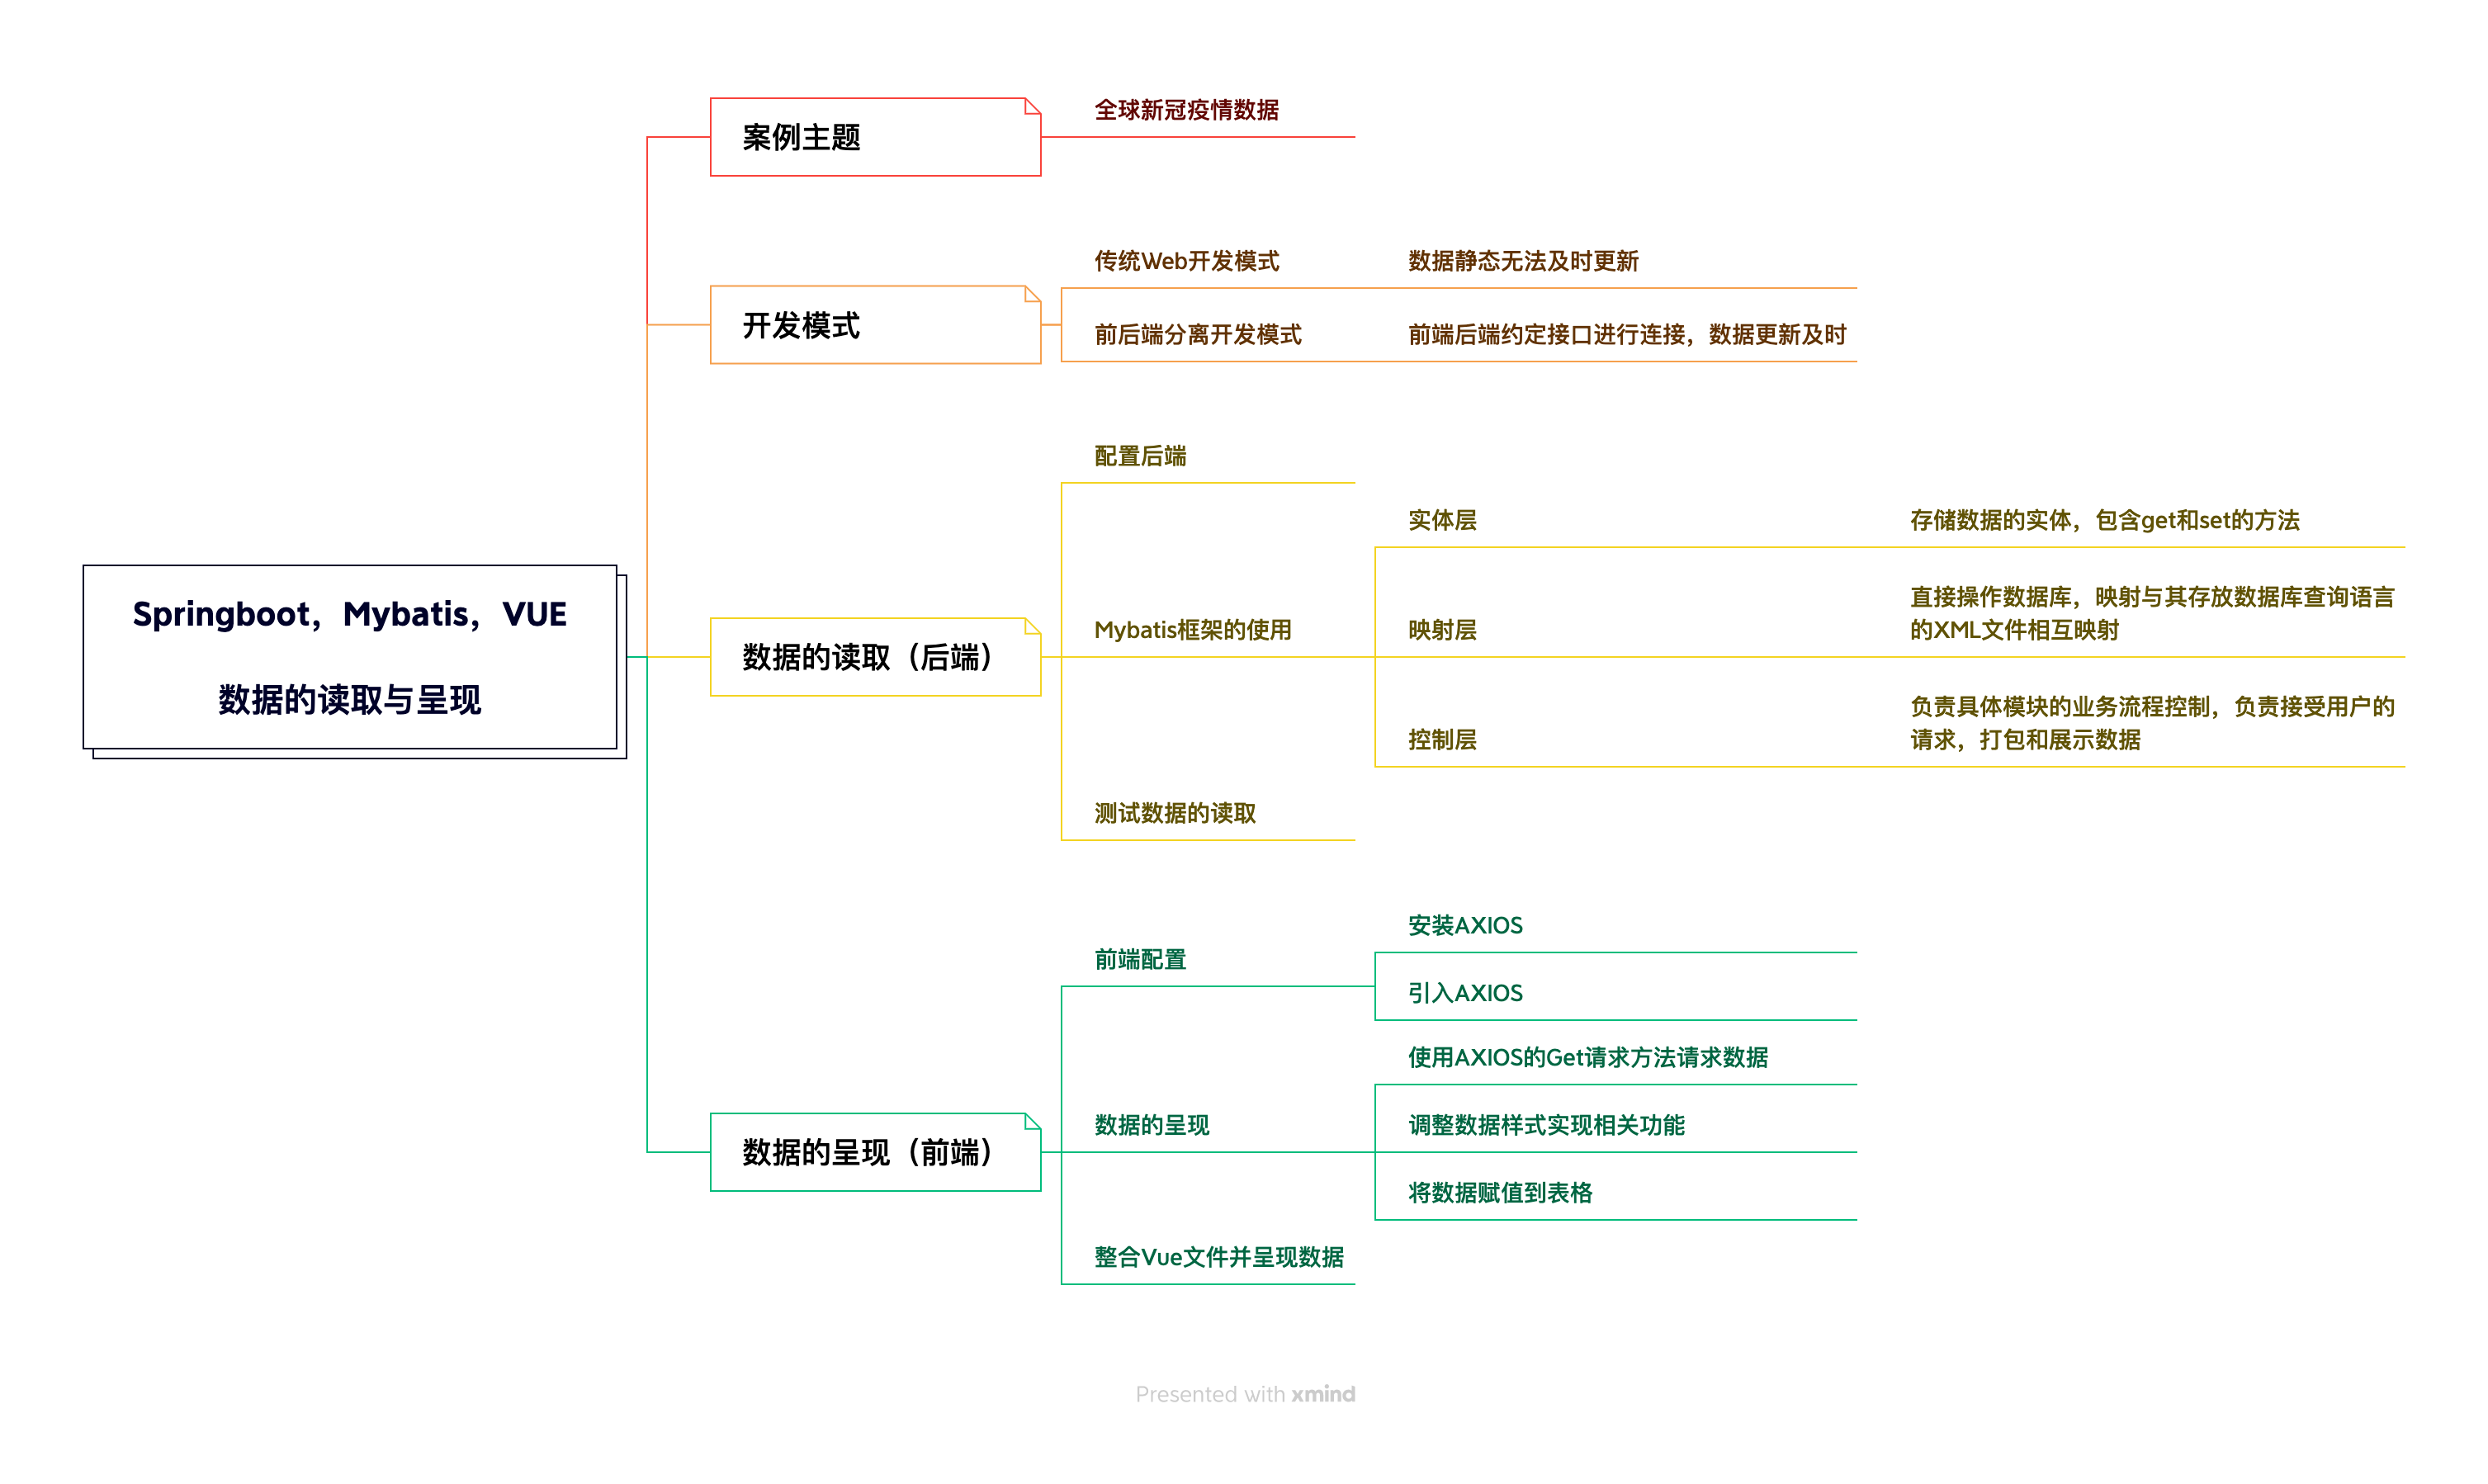 Springboot，Mybatis，VUE
数据的读取与呈现
案例主题
全球新冠疫情数据
开发模式
传统Web开发模式
数据静态无法及时更新
前后端分离开发模式
前端后端约定接口进行连接，数据更新及时
数据的读取（后端）
配置后端
Mybatis框架的使用
实体层
存储数据的实体，包含get和set的方法
映射层
直接操作数据库，映射与其存放数据库查询语言
的XML文件相互映射
控制层
负责具体模块的业务流程控制，负责接受用户的
请求，打包和展示数据
测试数据的读取
数据的呈现（前端）
前端配置
安装AXIOS
引入AXIOS
数据的呈现
使用AXIOS的Get请求方法请求数据
调整数据样式实现相关功能
将数据赋值到表格
整合Vue文件并呈现数据
Presented with xmind